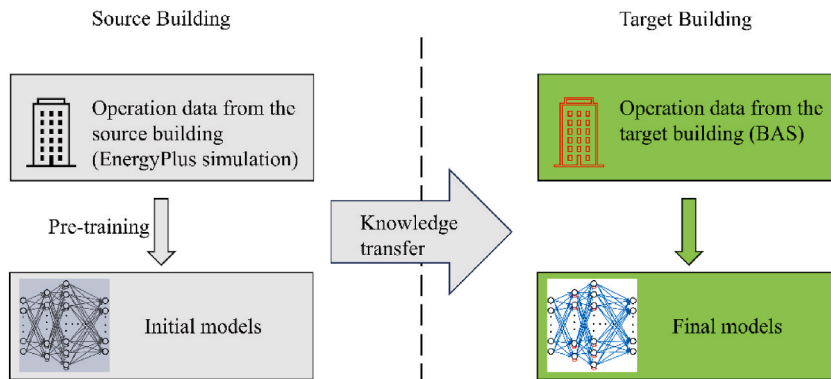 Source Building
Target Building
Operation data from the
source building
(EnergyPlus simulation)
Operation data from the
target building (BAS)
Pre-training
Knowledge
transfer
Initial models
Final models